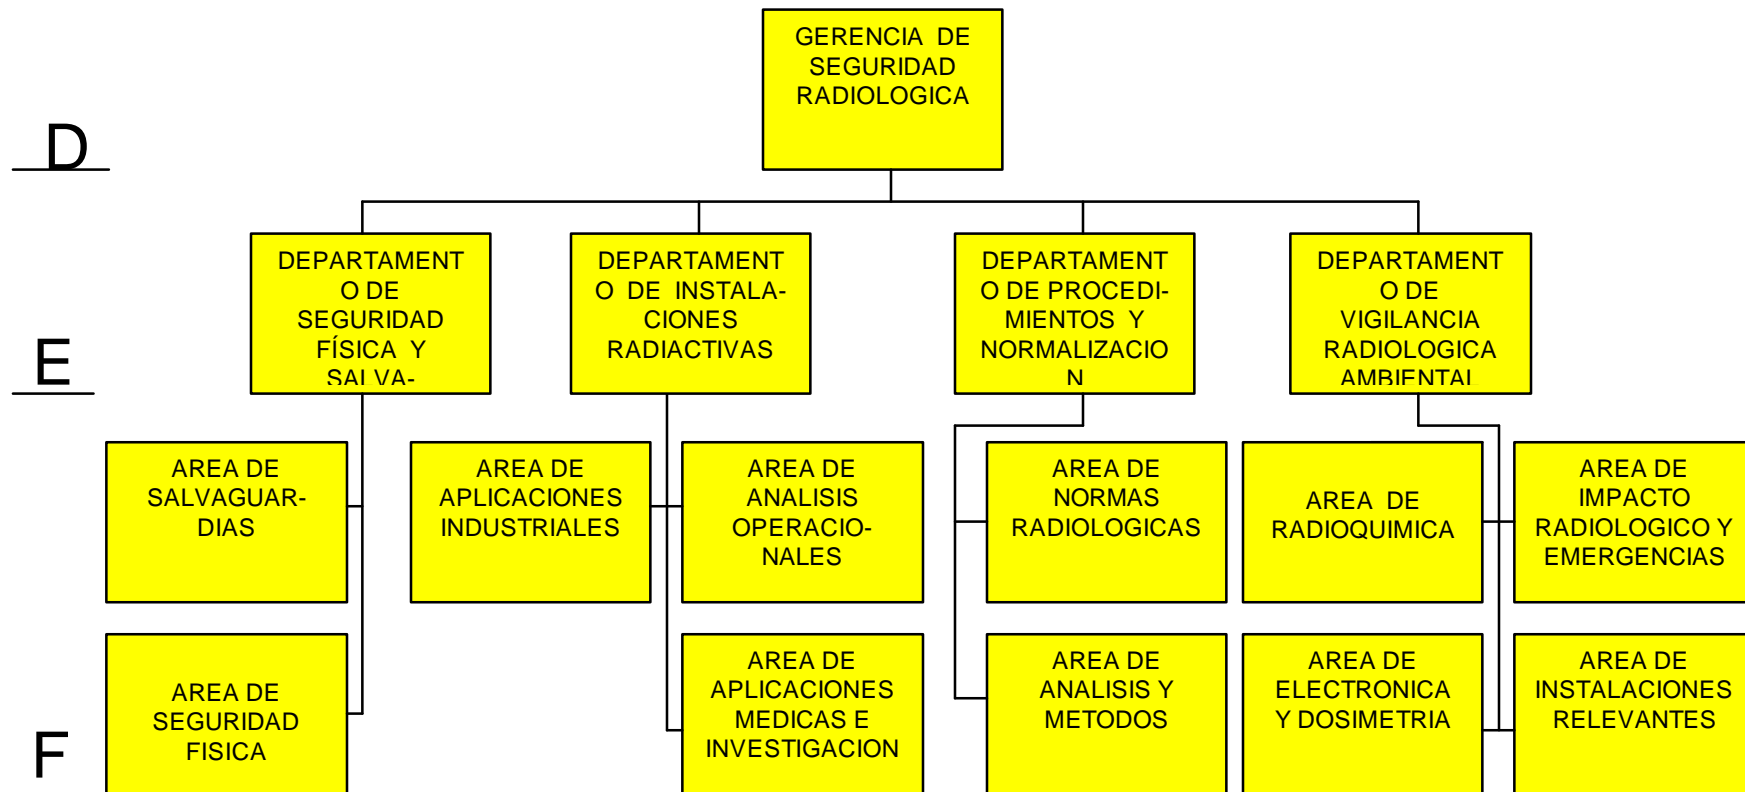 GERENCIA DE
SEGURIDAD
RADIOLOGICA
D
DEPARTAMENT
O DE
SEGURIDAD
FÍSICA Y
SALVA-
DEPARTAMENT
O DE INSTALA-
CIONES
RADIACTIVAS
DEPARTAMENT
O DE PROCEDI-
MIENTOS Y
NORMALIZACIO
N
DEPARTAMENT
O DE
VIGILANCIA
RADIOLOGICA
AMBIENTAL
E
AREA DE
SALVAGUAR-
DIAS
AREA DE
APLICACIONES
INDUSTRIALES
AREA DE
ANALISIS
OPERACIO-
NALES
AREA DE
NORMAS
RADIOLOGICAS
AREA DE
RADIOQUIMICA
AREA DE
IMPACTO
RADIOLOGICO Y
EMERGENCIAS
AREA DE
SEGURIDAD
FISICA
AREA DE
APLICACIONES
MEDICAS E
INVESTIGACION
AREA DE
ANALISIS Y
METODOS
AREA DE
ELECTRONICA
Y DOSIMETRIA
AREA DE
INSTALACIONES
RELEVANTES
F